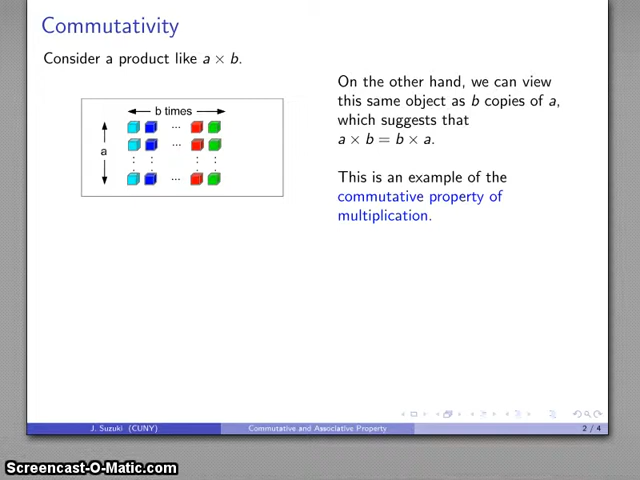 Commutativity
Consider a product like a × b.
b times
a
On the other hand, we can view
this same object as b copies of a,
which suggests that
a × b = b × a.
This is an example of the
commutative property of
multiplication.
J. Suzuki (CUNY)
Commutative and Associative Property
2 / 4
Screencast-O-Matic.com